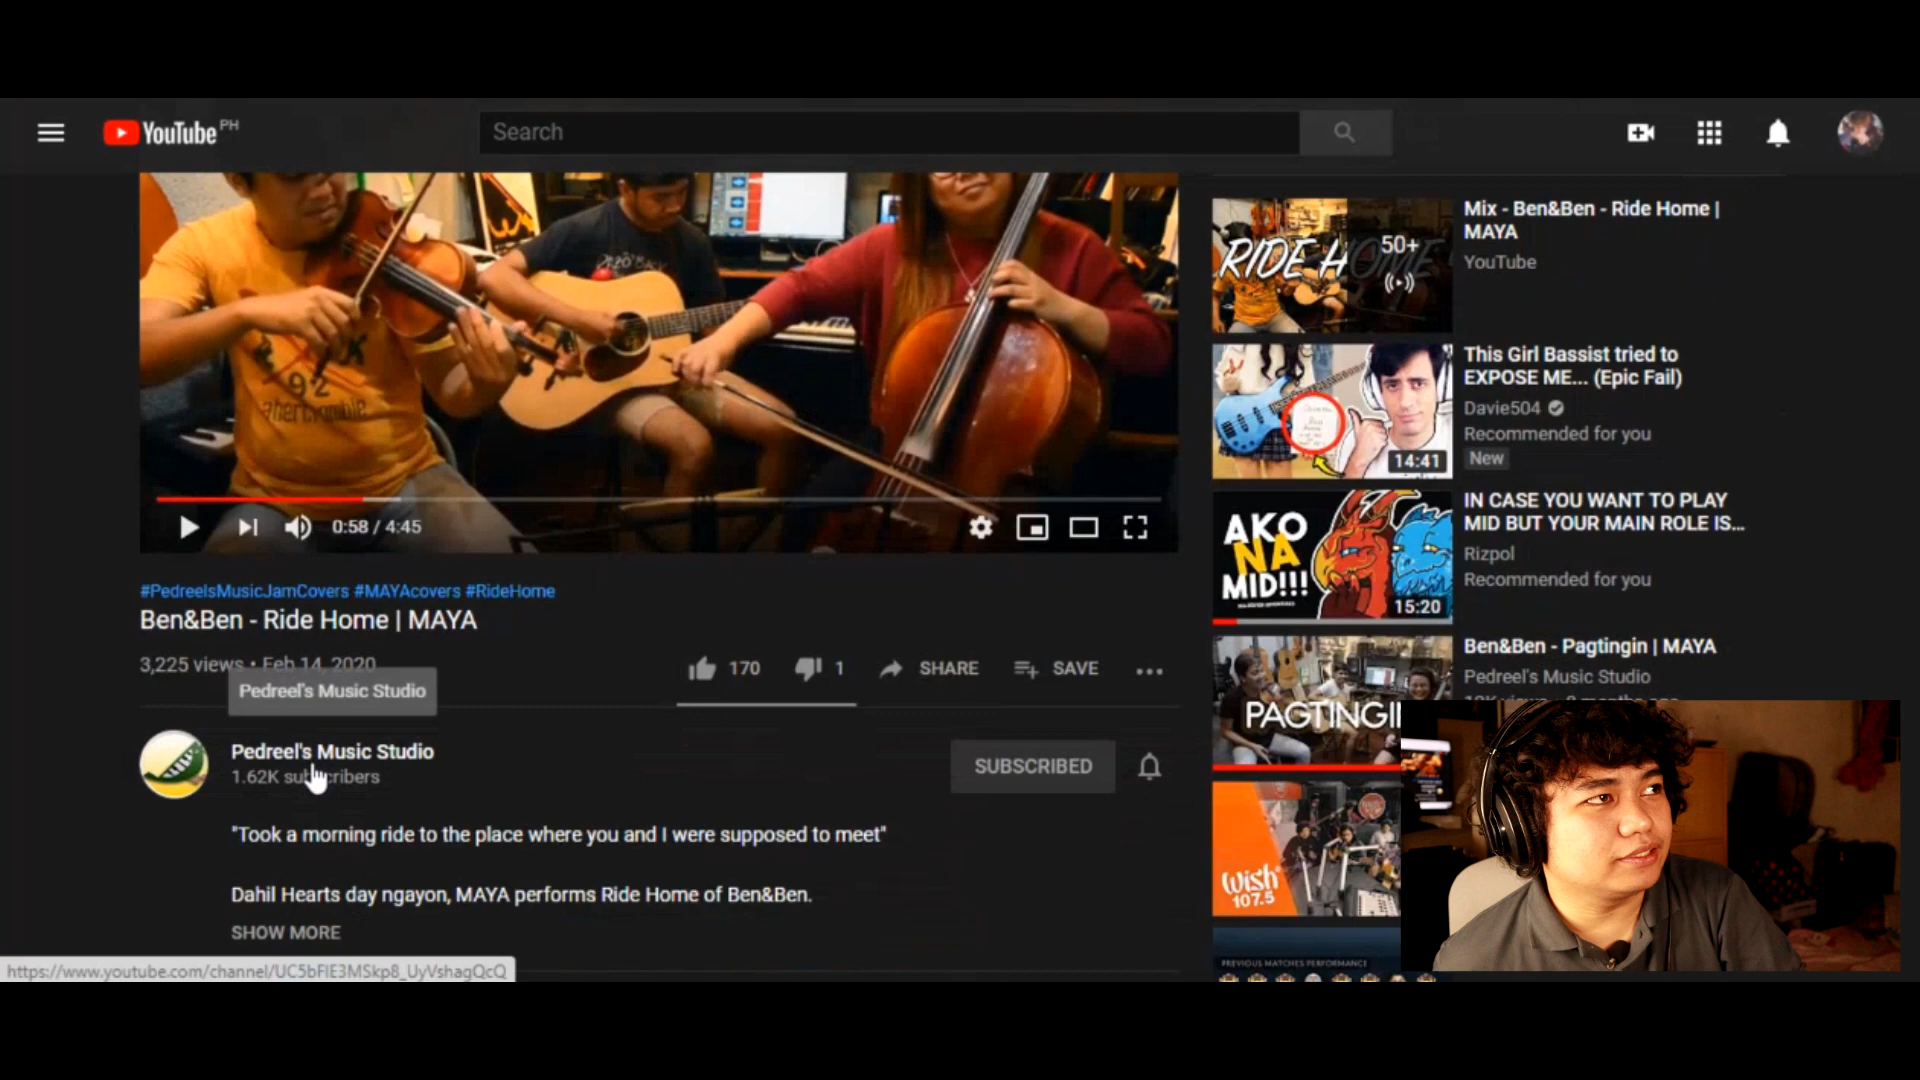 YouTube PH
Search
92
abercrombie
0:58 / 4:45
#PedreelsMusicJamCovers #MAYAcovers #RideHome
Ben&Ben - Ride Home | MAYA
3,225 views • Feb 14, 2020
170
1
SHARE
SAVE
Pedreel's Music Studio
Pedreel's Music Studio
1.62K subscribers
SUBSCRIBED
"Took a morning ride to the place where you and I were supposed to meet"
Dahil Hearts day ngayon, MAYA performs Ride Home of Ben&Ben.
SHOW MORE
https://www.youtube.com/channel/UC5bFlE3MSkp8_UyVshagQcQ
RIDE HOME
50+
Mix - Ben&Ben - Ride Home |
MAYA
YouTube
14:41
This Girl Bassist tried to
EXPOSE ME... (Epic Fail)
Davie504
Recommended for you
New
AKO
NA
MID!!!
15:20
IN CASE YOU WANT TO PLAY
MID BUT YOUR MAIN ROLE IS...
Rizpol
Recommended for you
PAGTINGI
Ben&Ben - Pagtingin | MAYA
Pedreel's Music Studio
wish
107.5
PREVIOUS MATCHES PERFORMANCE